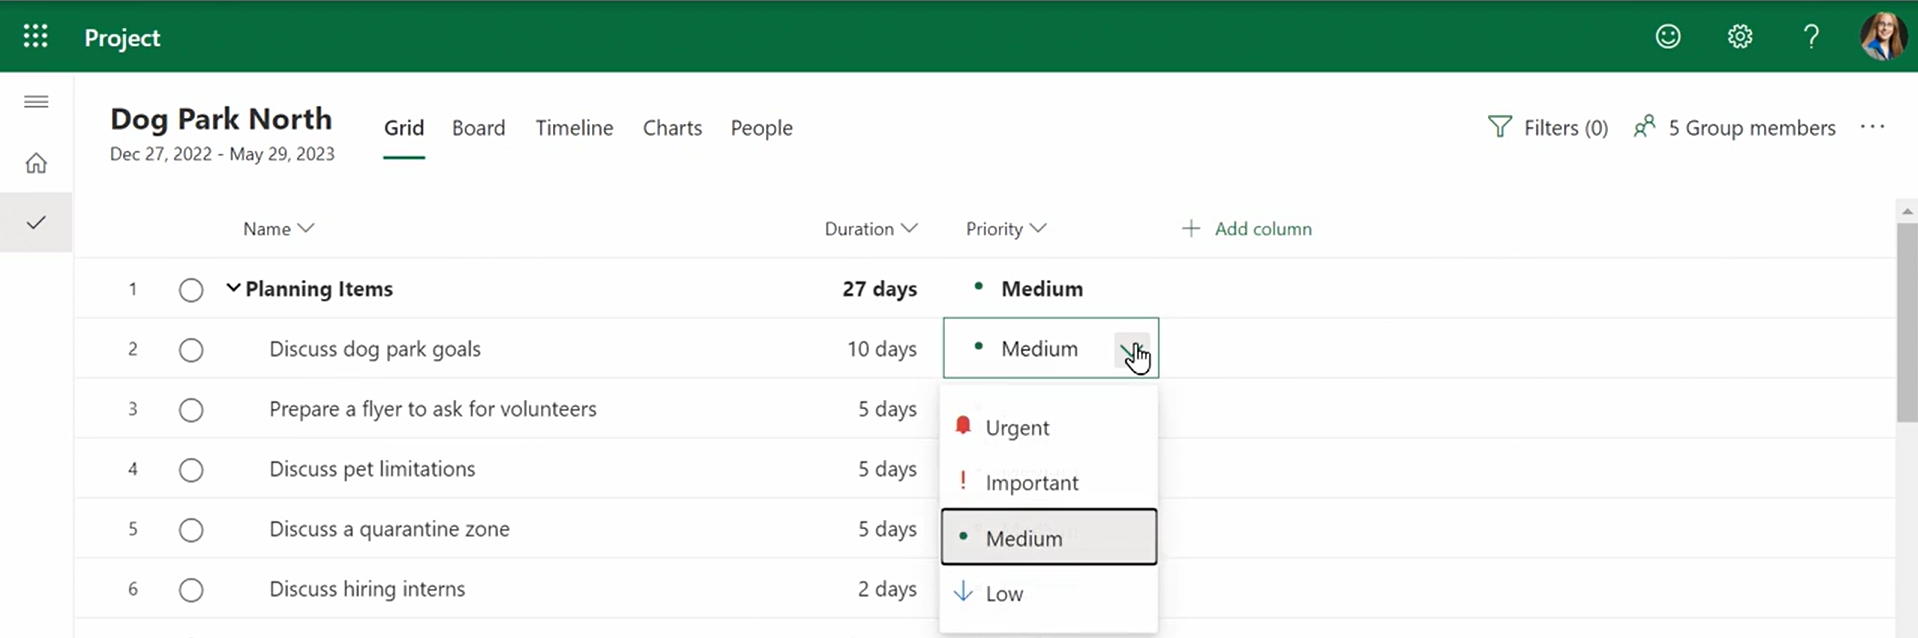 Project
Dog Park North
Dec 27, 2022 - May 29, 2023
Grid Board Timeline Charts People
Filters (0) 5 Group members ...
Name Duration Priority + Add column
1 Planning Items 27 days Medium
2 Discuss dog park goals 10 days Medium
3 Prepare a flyer to ask for volunteers 5 days
Urgent
4 Discuss pet limitations 5 days
! Important
5 Discuss a quarantine zone 5 days
Medium
6 Discuss hiring interns 2 days
Low